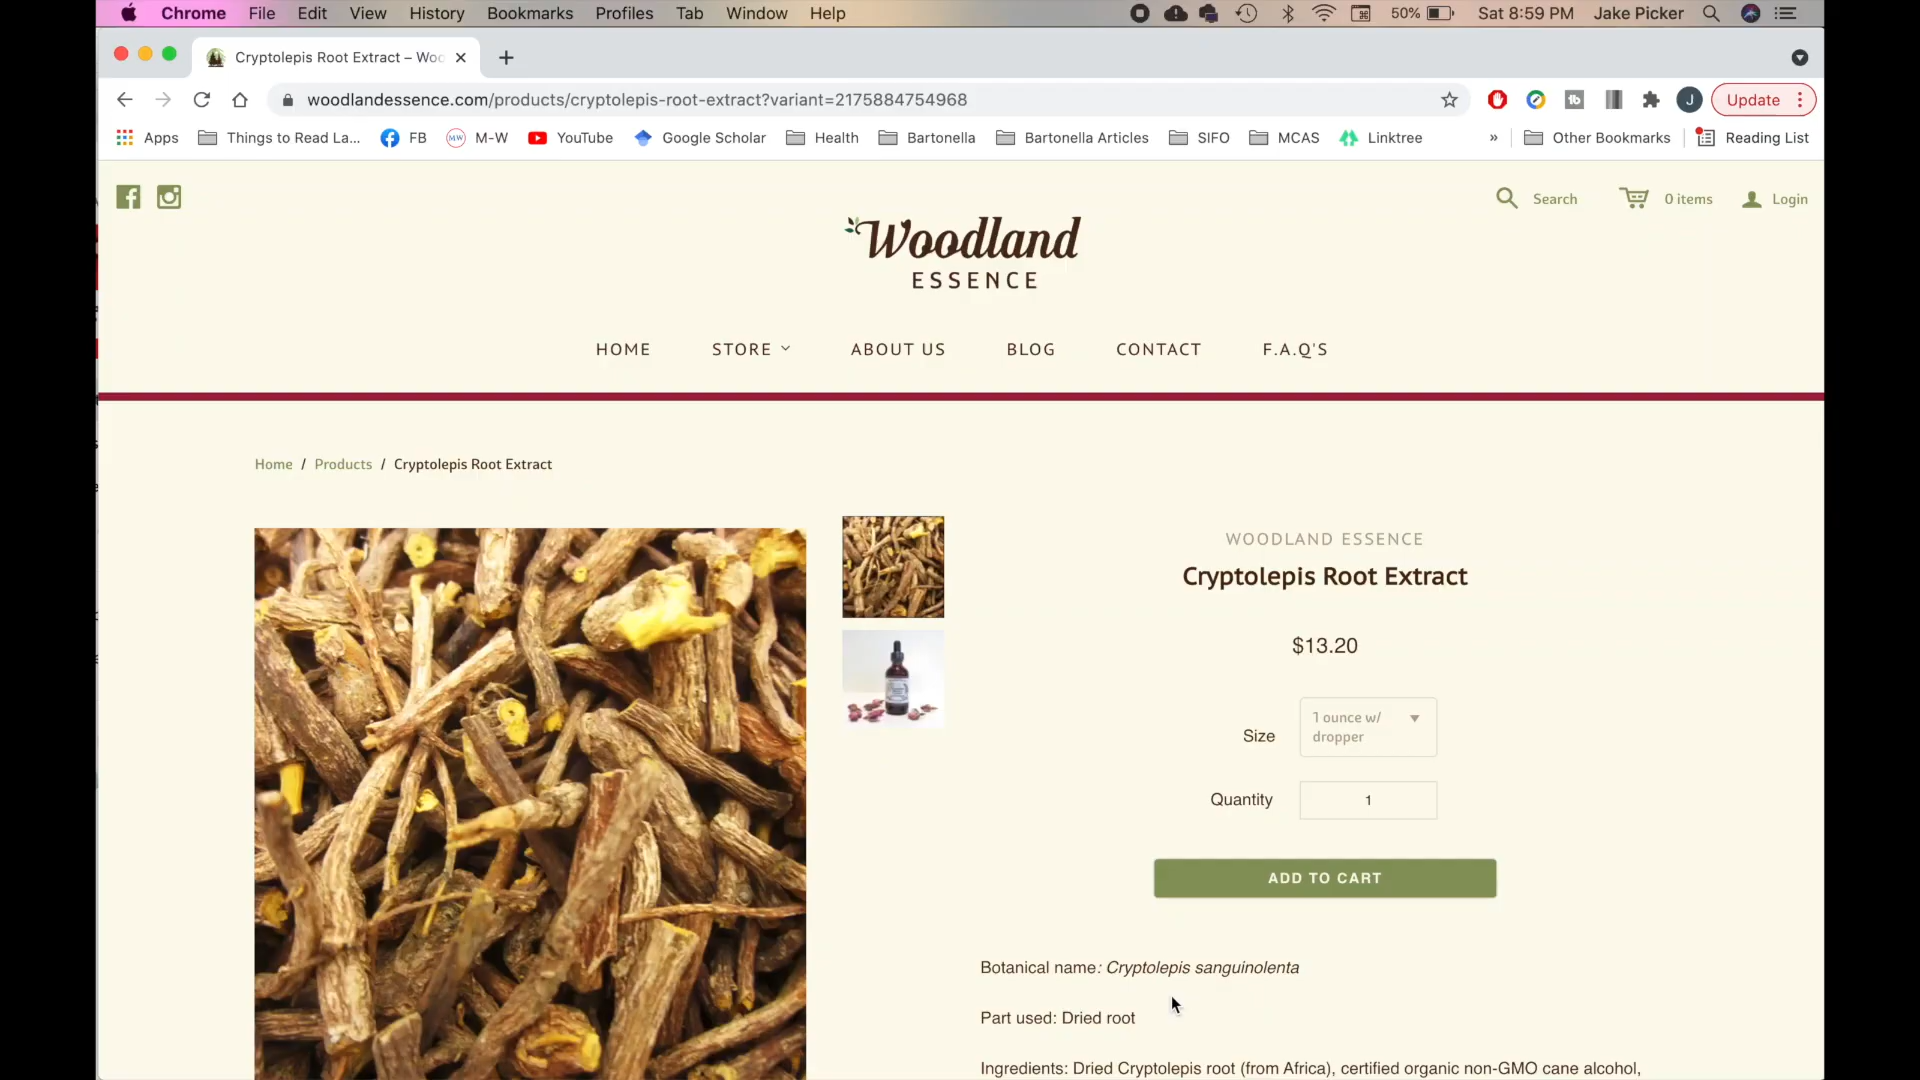 Chrome File Edit View History Bookmarks Profiles Tab Window Help 50% Sat 8:59 PM Jake Picker
Cryptolepis Root Extract – Woo
woodlandessence.com/products/cryptolepis-root-extract?variant=2175884754968 J Update
Apps Things to Read La... FB M-W YouTube Google Scholar Health Bartonella Bartonella Articles SIFO MCAS Linktree » Other Bookmarks Reading List
Search 0 items Login
Woodland
ESSENCE
HOME STORE ABOUT US BLOG CONTACT F.A.Q'S
Home / Products / Cryptolepis Root Extract
WOODLAND ESSENCE
Cryptolepis Root Extract
$13.20
Size 1 ounce w/ dropper
Quantity 1
ADD TO CART
Botanical name: Cryptolepis sanguinolenta
Part used: Dried root
Ingredients: Dried Cryptolepis root (from Africa), certified organic non-GMO cane alcohol,